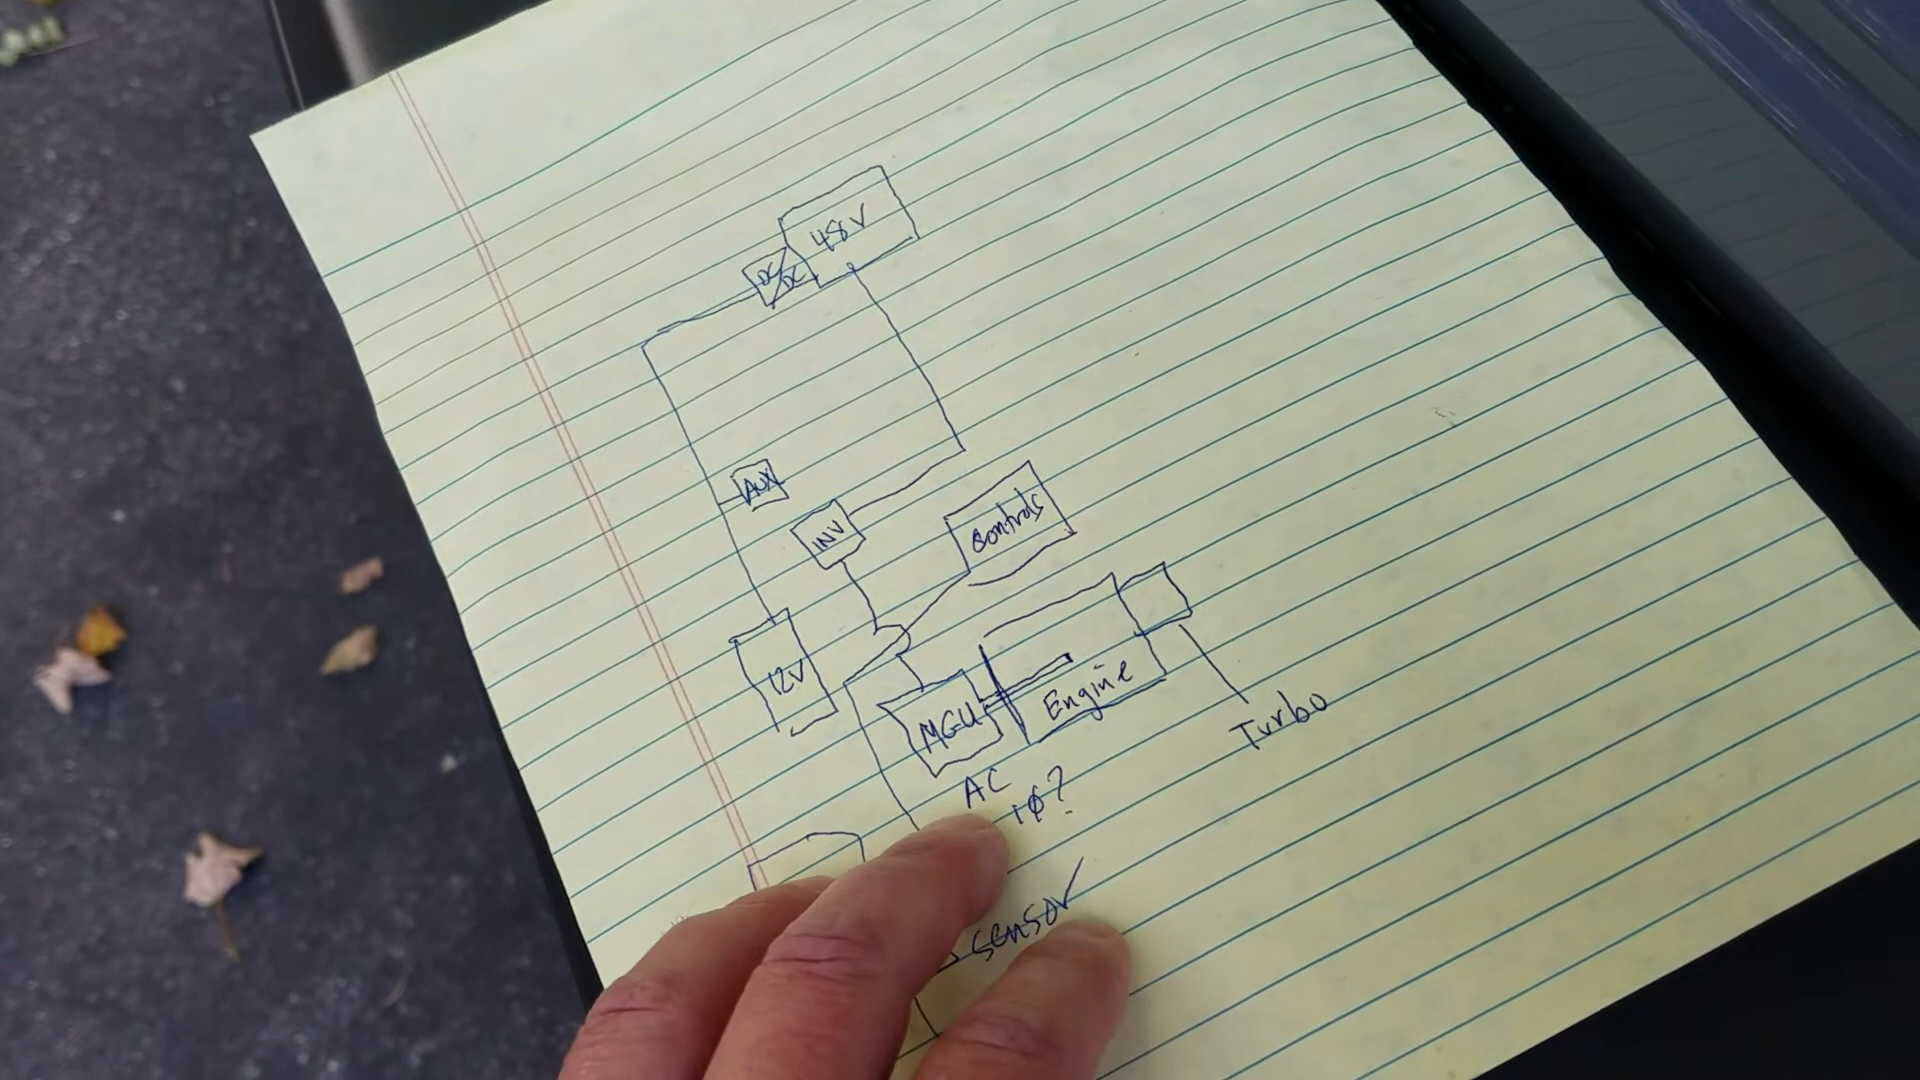 48V
DC/DC
AUX
INV
Controls
12V
MGU
Engine
Turbo
AC
1φ?
sensor